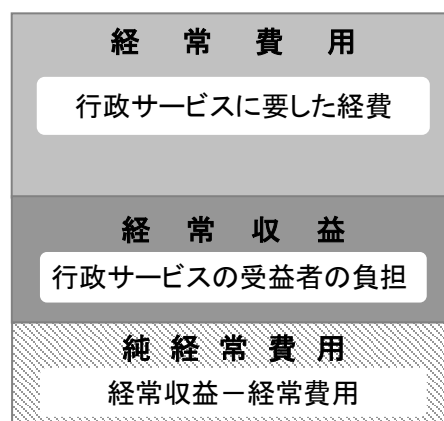 経常費用
行政サービスに要した経費
経常収益
行政サービスの受益者の負担
純経常費用
経常収益－経常費用